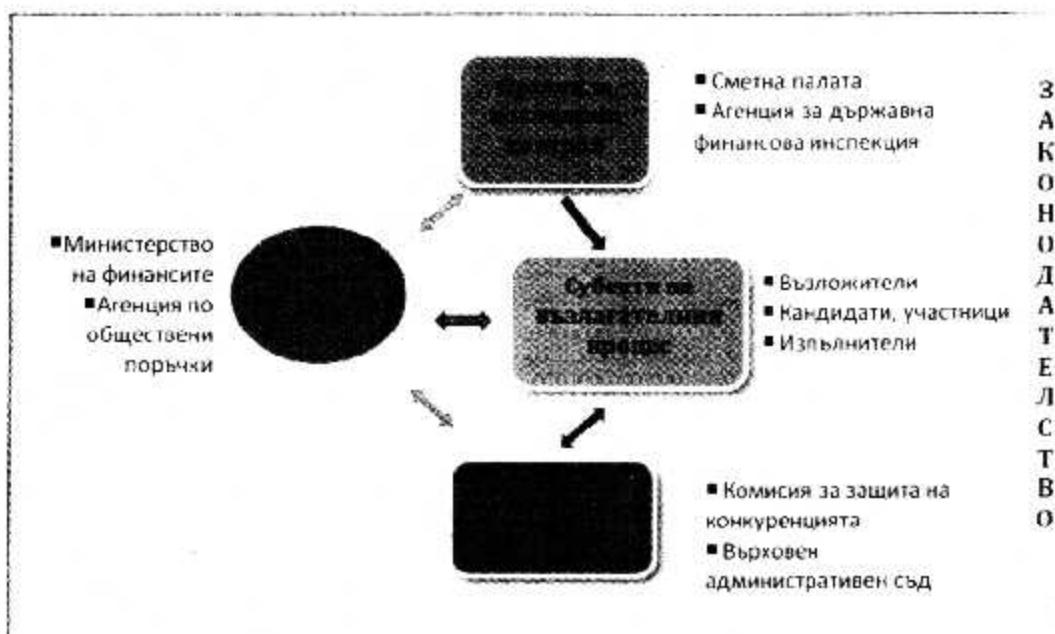 ■ Сметна палата
■ Агенция за държавна
финансова инспекция
■Министерство
на финансите
■Агенция по
обществени
поръчки
Субекти на
възлагателния
процес
■ Възложители
■ Кандидати, участници
■ Изпълнители
■ Комисия за защита на
конкуренцията
■ Върховен
административен съд
З
А
К
О
Н
О
Д
А
Т
Е
Л
С
Т
В
О